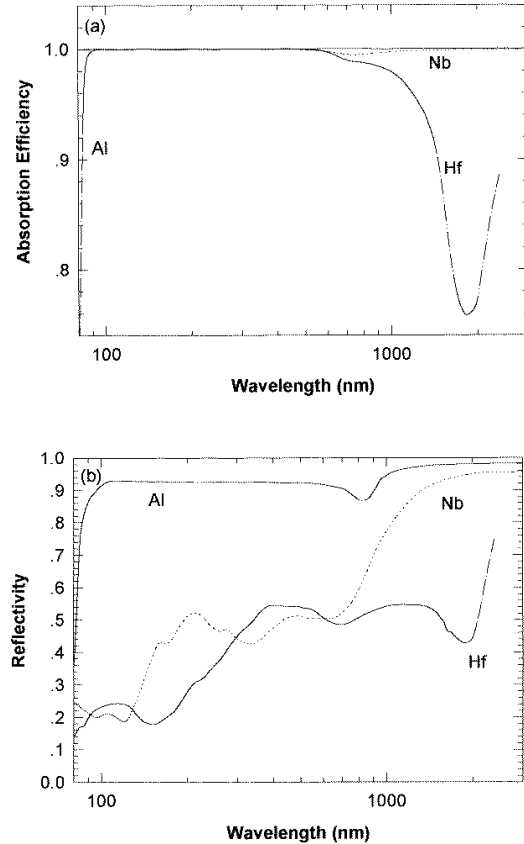 (a)
1.0
.9
.8
Absorption Efficiency
Al
Nb
Hf
100
1000
Wavelength (nm)
(b)
1.0
.9
.8
.7
.6
.5
.4
.3
.2
.1
0.0
Reflectivity
Al
Nb
Hf
100
1000
Wavelength (nm)